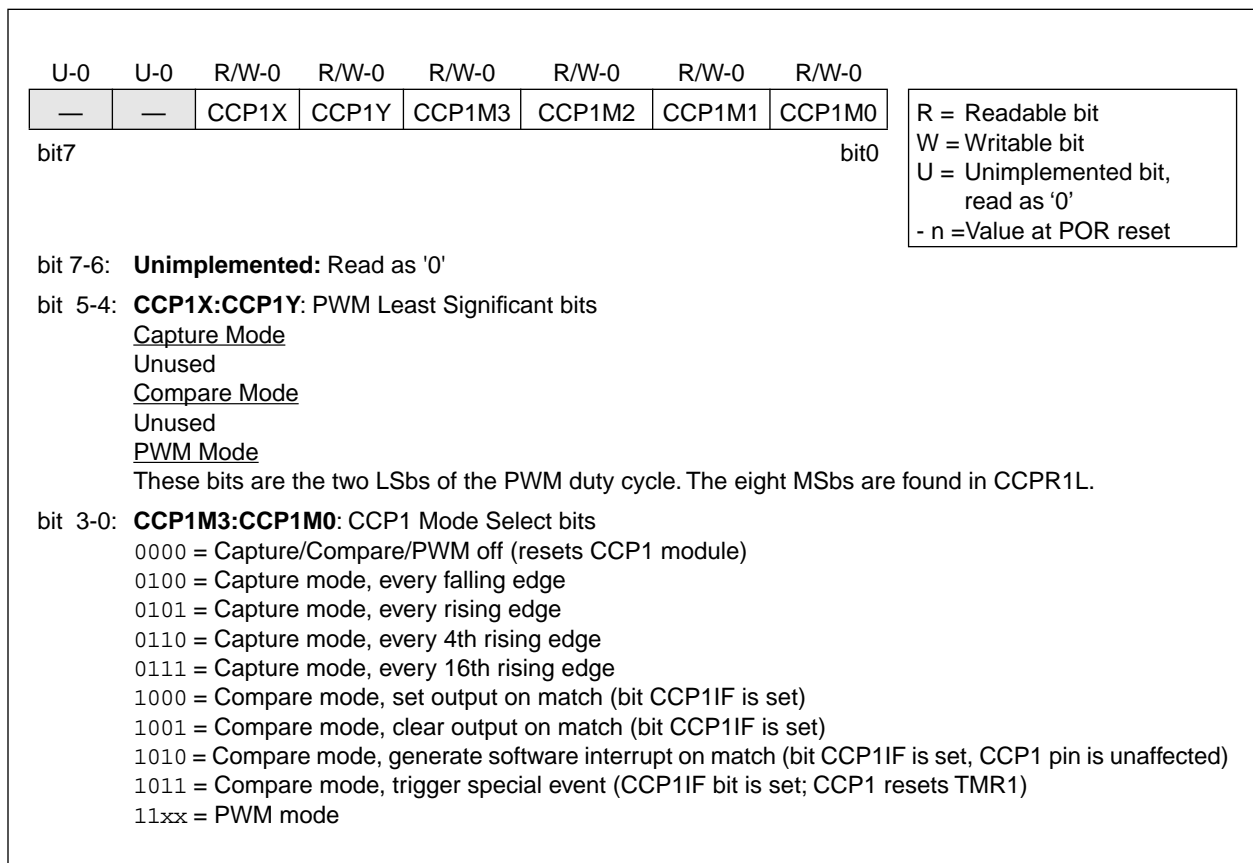 U-0 U-0 R/W-0 R/W-0 R/W-0 R/W-0 R/W-0 R/W-0
— — CCP1X CCP1Y CCP1M3 CCP1M2 CCP1M1 CCP1M0
bit7 bit0
R = Readable bit
W = Writable bit
U = Unimplemented bit,
read as ‘0’
- n =Value at POR reset
bit 7-6: Unimplemented: Read as '0'
bit 5-4: CCP1X:CCP1Y: PWM Least Significant bits
Capture Mode
Unused
Compare Mode
Unused
PWM Mode
These bits are the two LSbs of the PWM duty cycle. The eight MSbs are found in CCPR1L.
bit 3-0: CCP1M3:CCP1M0: CCP1 Mode Select bits
0000 = Capture/Compare/PWM off (resets CCP1 module)
0100 = Capture mode, every falling edge
0101 = Capture mode, every rising edge
0110 = Capture mode, every 4th rising edge
0111 = Capture mode, every 16th rising edge
1000 = Compare mode, set output on match (bit CCP1IF is set)
1001 = Compare mode, clear output on match (bit CCP1IF is set)
1010 = Compare mode, generate software interrupt on match (bit CCP1IF is set, CCP1 pin is unaffected)
1011 = Compare mode, trigger special event (CCP1IF bit is set; CCP1 resets TMR1)
11xx = PWM mode